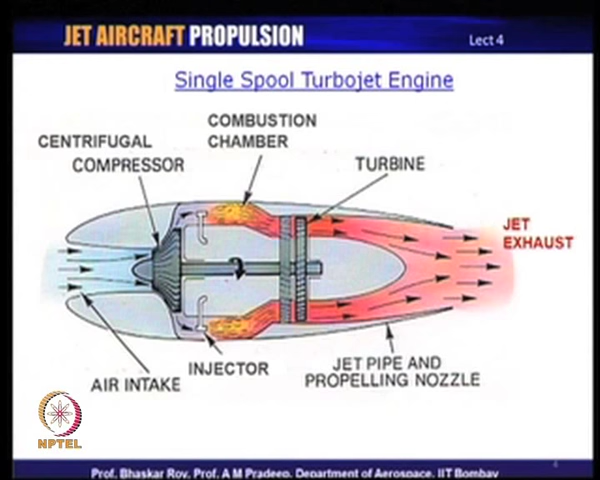 JET AIRCRAFT PROPULSION
Lect 4
Single Spool Turbojet Engine
COMBUSTION
CHAMBER
CENTRIFUGAL
COMPRESSOR
TURBINE
JET
EXHAUST
INJECTOR
JET PIPE AND
PROPELLING NOZZLE
AIR INTAKE
NPTEL
Prof. Bhaskar Roy, Prof. A M Pradeep, Department of Aerospace, IIT Bombay
4